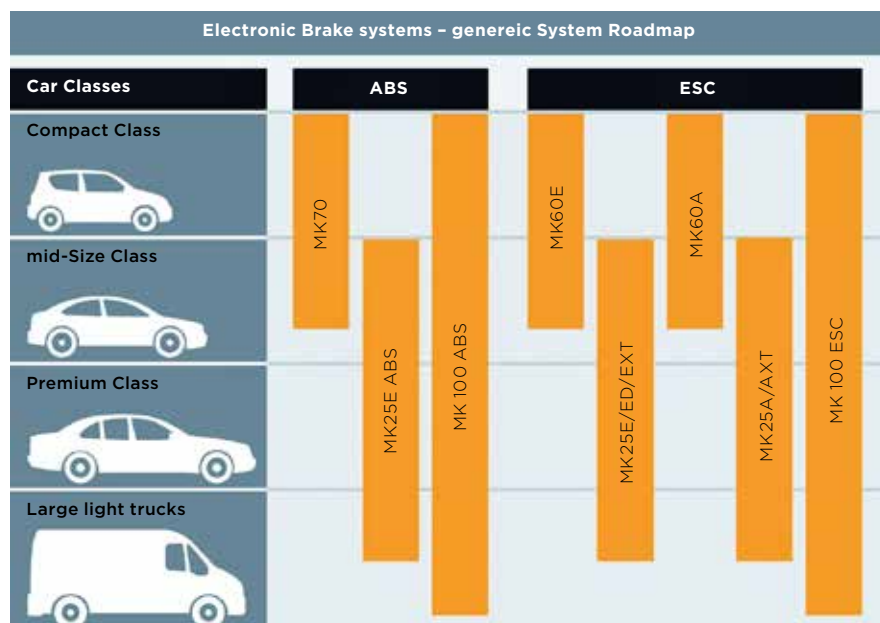 Electronic Brake systems – genereic System Roadmap
Car Classes
ABS
ESC
Compact Class
mid-Size Class
Premium Class
Large light trucks
MK70
MK25E ABS
MK 100 ABS
MK60E
MK25E/ED/EXT
MK60A
MK25A/AXT
MK 100 ESC